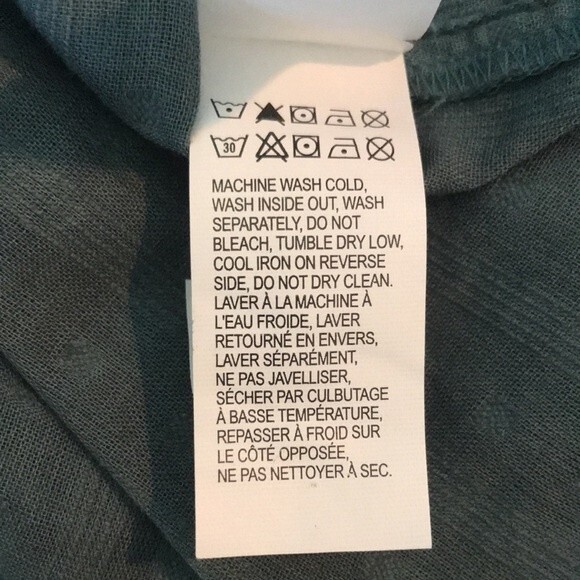 30
MACHINE WASH COLD,
WASH INSIDE OUT, WASH
SEPARATELY, DO NOT
BLEACH, TUMBLE DRY LOW,
COOL IRON ON REVERSE
SIDE, DO NOT DRY CLEAN.
LAVER À LA MACHINE À
L'EAU FROIDE, LAVER
RETOURNÉ EN ENVERS,
LAVER SÉPARÉMENT,
NE PAS JAVELLISER,
SÉCHER PAR CULBUTAGE
À BASSE TEMPÉRATURE,
REPASSER À FROID SUR
LE CÔTÉ OPPOSÉE,
NE PAS NETTOYER À SEC.